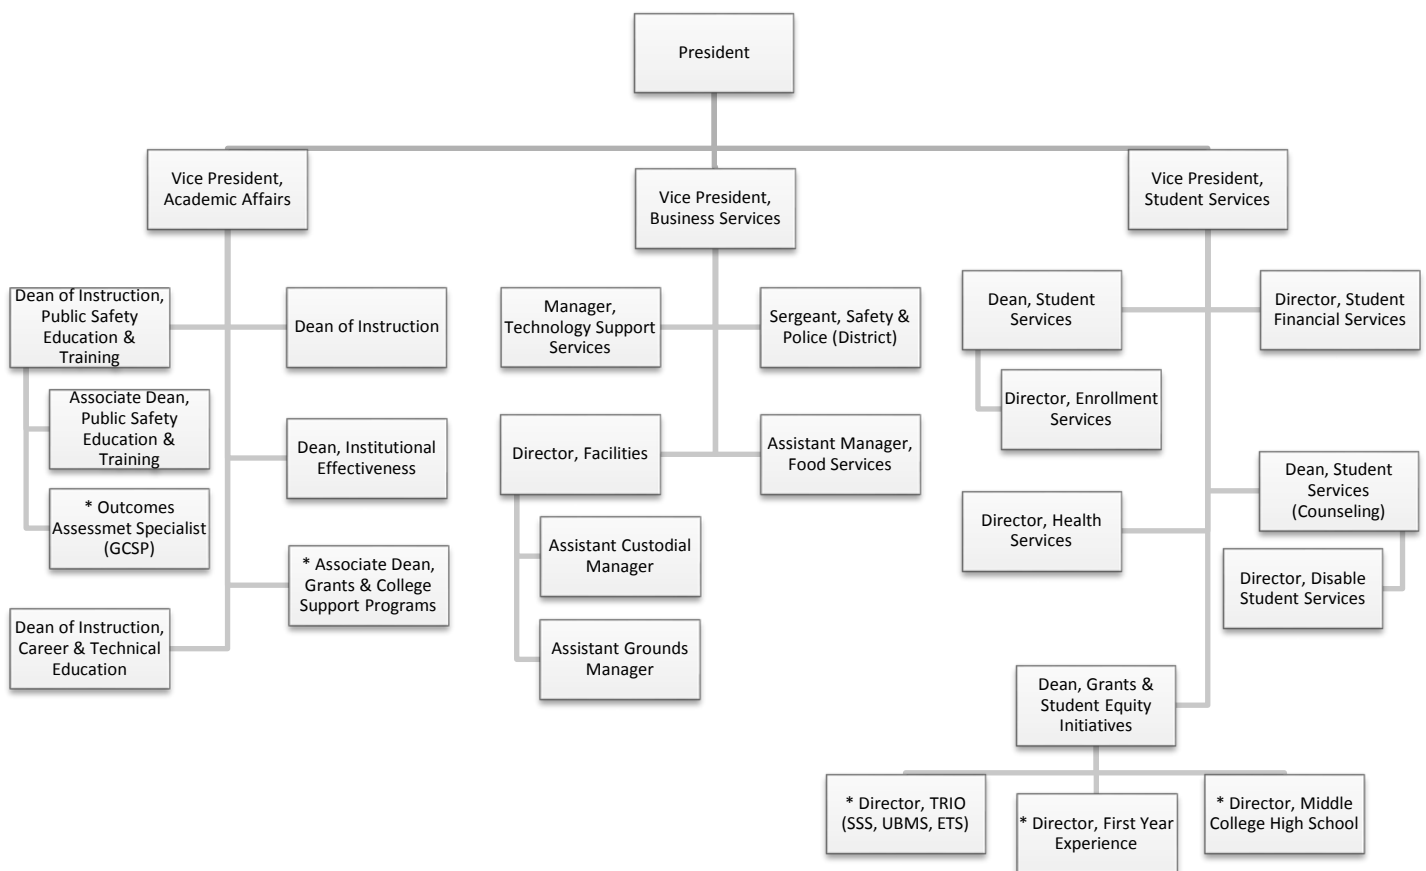 President
Vice President,
Academic Affairs
Vice President,
Business Services
Vice President,
Student Services
Dean of Instruction,
Public Safety
Education &
Training
Dean of Instruction
Associate Dean,
Public Safety
Education &
Training
Dean, Institutional
Effectiveness
* Outcomes
Assessmet Specialist
(GCSP)
* Associate Dean,
Grants & College
Support Programs
Dean of Instruction,
Career & Technical
Education
Manager,
Technology Support
Services
Sergeant, Safety &
Police (District)
Director, Facilities
Assistant Manager,
Food Services
Assistant Custodial
Manager
Assistant Grounds
Manager
Dean, Student
Services
Director, Student
Financial Services
Director, Enrollment
Services
Dean, Student
Services
(Counseling)
Director, Health
Services
Director, Disable
Student Services
Dean, Grants &
Student Equity
Initiatives
* Director, TRIO
(SSS, UBMS, ETS)
* Director, First Year
Experience
* Director, Middle
College High School